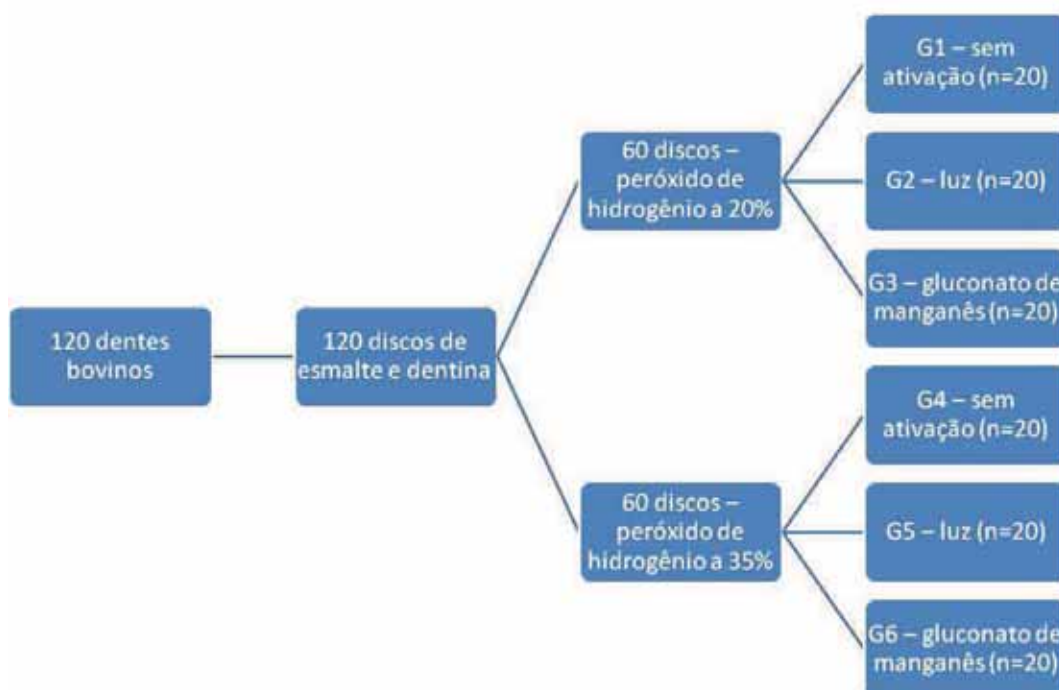 120 dentes
bovinos
120 discos de
esmalte e dentina
60 discos –
peróxido de
hidrogênio a 20%
G1 – sem
ativação (n=20)
G2 – luz (n=20)
G3 – gluconato de
manganês (n=20)
60 discos –
peróxido de
hidrogênio a 35%
G4 – sem
ativação (n=20)
G5 – luz (n=20)
G6 – gluconato de
manganês (n=20)